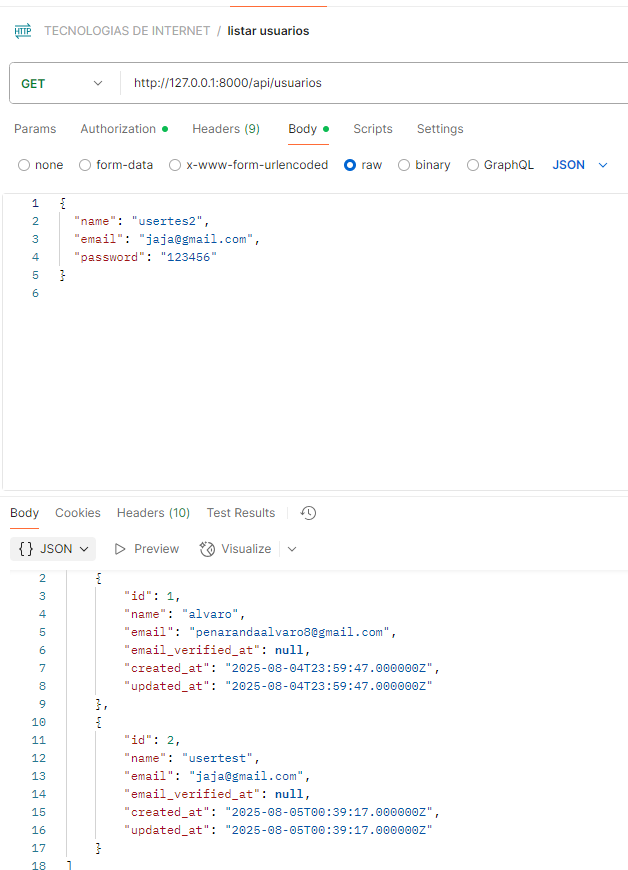 HTTP TECNOLOGIAS DE INTERNET / listar usuarios
GET http://127.0.0.1:8000/api/usuarios
Params Authorization Headers (9) Body Scripts Settings
none form-data x-www-form-urlencoded raw binary GraphQL JSON
1 {
2 "name": "usertes2",
3 "email": "jaja@gmail.com",
4 "password": "123456"
5 }
6
Body Cookies Headers (10) Test Results
{} JSON Preview Visualize
2 {
3 "id": 1,
4 "name": "alvaro",
5 "email": "penarandaalvaro8@gmail.com",
6 "email_verified_at": null,
7 "created_at": "2025-08-04T23:59:47.000000Z",
8 "updated_at": "2025-08-04T23:59:47.000000Z"
9 },
10 {
11 "id": 2,
12 "name": "usertest",
13 "email": "jaja@gmail.com",
14 "email_verified_at": null,
15 "created_at": "2025-08-05T00:39:17.000000Z",
16 "updated_at": "2025-08-05T00:39:17.000000Z"
17 }
18 ]